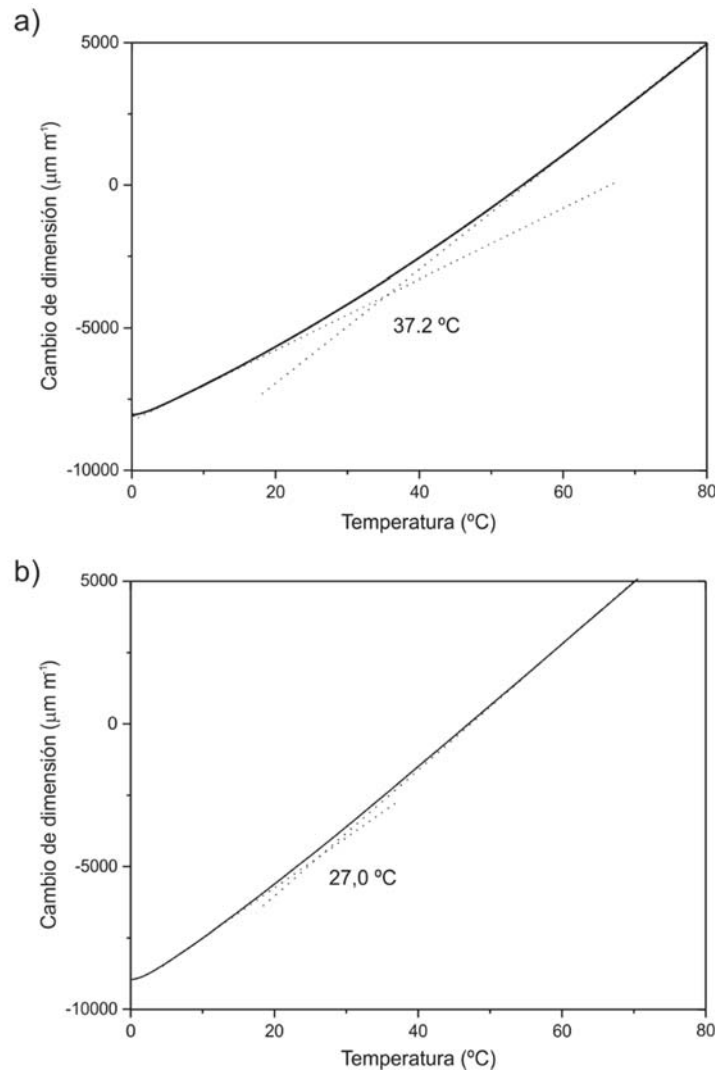 a)
5000
0
-5000
-10000
Cambio de dimensión (μm m⁻¹)
37.2 ºC
0 20 40 60 80
Temperatura (ºC)
b)
5000
0
-5000
-10000
Cambio de dimensión (μm m⁻¹)
27,0 ºC
0 20 40 60 80
Temperatura (ºC)